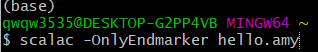 (base)
qwqw3535@DESKTOP-G2PP4VB MINGW64 ~
$ scalac -OnlyEndmarker hello.amy